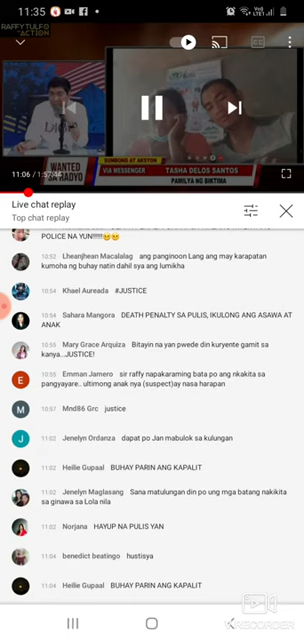 11:35
Vo))
LTE1
RAFFYTULFO
in ACTION
CC
SUMBONG AT AKSYON
VIA MESSENGER TASHA DELOS SANTOS
WANTED
SA RADYO
PAMILYA NG BIKTIMA
11:06 / 1:57:44
Live chat replay
Top chat replay
POLICE NA YUN!!!!!
10:52 Lheanjhean Macalalag ang panginoon Lang ang may karapatan
kumoha ng buhay natin dahil sya ang lumikha
10:54 Khael Aureada #JUSTICE
10:54 Sahara Mangora DEATH PENALTY SA PULIS, IKULONG ANG ASAWA AT
ANAK
10:55 Mary Grace Arquiza Bitayin na yan pwede din kuryente gamit sa
kanya...JUSTICE!
E 10:55 Emman Jamero sir raffy napakaraming bata po ang nkakita sa
pangyayare.. ultimong anak nya (suspect)ay nasa harapan
M 10:57 Mnd86 Grc justice
J 11:02 Jenelyn Ordanza dapat po Jan mabulok sa kulungan
11:02 Heilie Gupaal BUHAY PARIN ANG KAPALIT
11:02 Jenelyn Maglasang Sana matulungan din po ung mga batang nakikita
sa ginawa sa Lola nila
11:02 Norjana HAYUP NA PULIS YAN
11:04 benedict beatingo hustisya
11:04 Heilie Gupaal BUHAY PARIN ANG KAPALIT
VRECORDER